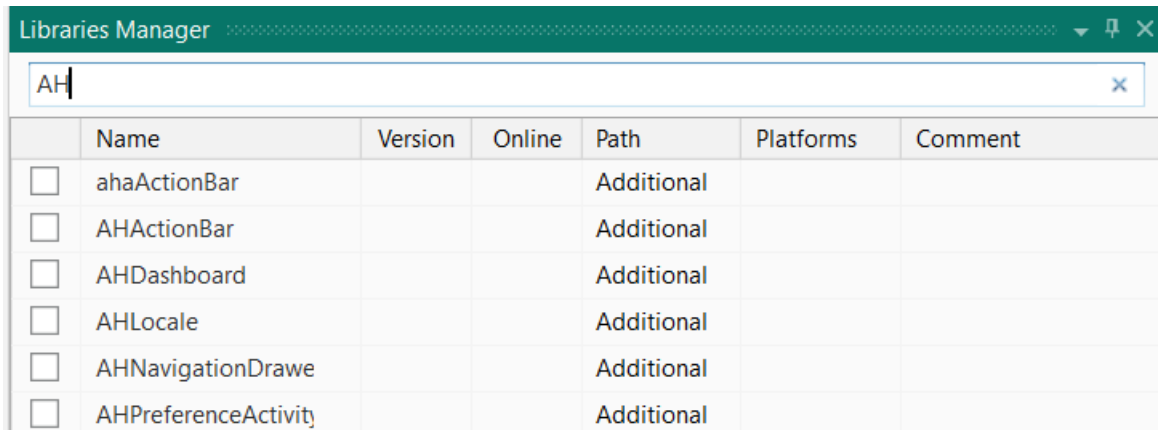 Libraries Manager
AH
Name Version Online Path Platforms Comment
ahaActionBar Additional
AHActionBar Additional
AHDashboard Additional
AHLocale Additional
AHNavigationDrawe Additional
AHPreferenceActivity Additional